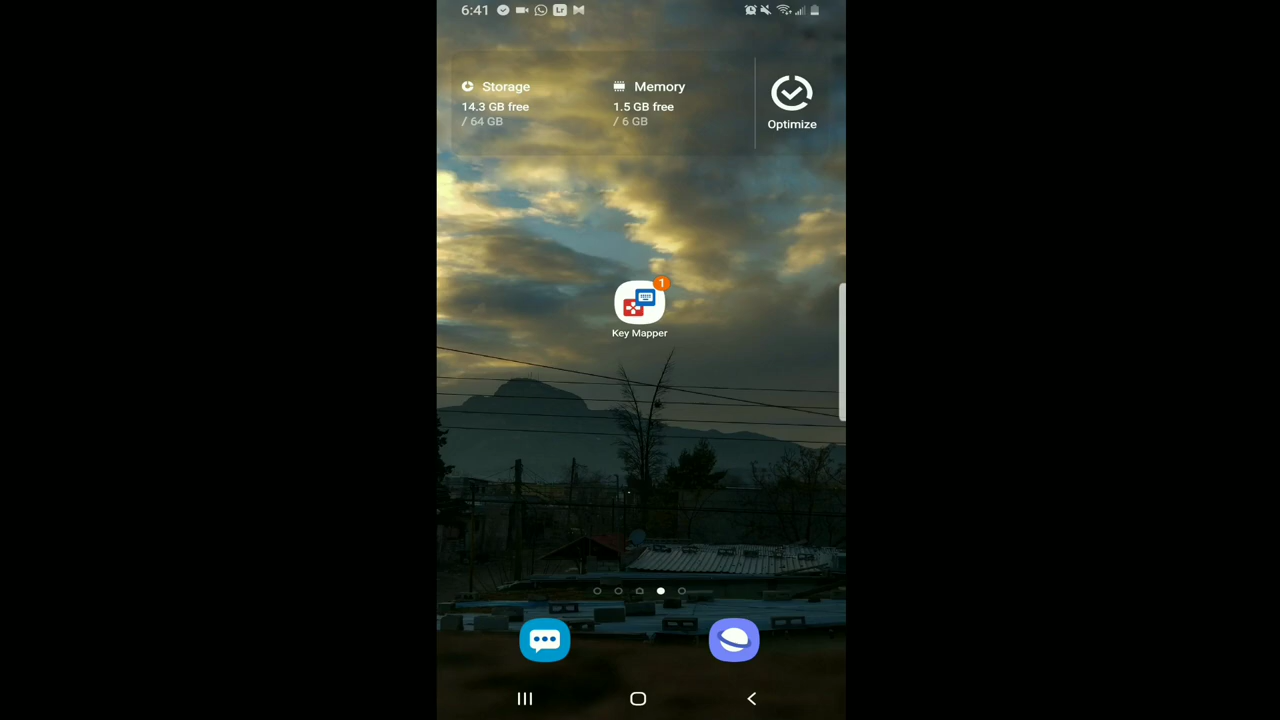 6:41
Lr
Storage
14.3 GB free
/ 64 GB
Memory
1.5 GB free
/ 6 GB
Optimize
1
Key Mapper